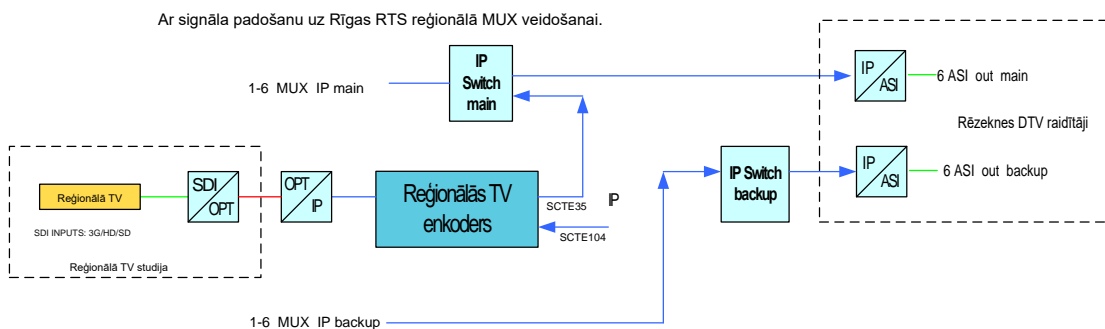 Ar signāla padošanu uz Rīgas RTS reģionālā MUX veidošanai.
IP
Switch
main
1-6 MUX IP main
IP
ASI
6 ASI out main
Rēzeknes DTV raidītāji
IP Switch
backup
IP
ASI
6 ASI out backup
Reģionālā TV
SDI
OPT
OPT
IP
Reģionālās TV
enkoders
SCTE35
IP
SCTE104
SDI INPUTS: 3G/HD/SD
Reģionālā TV studija
1-6 MUX IP backup